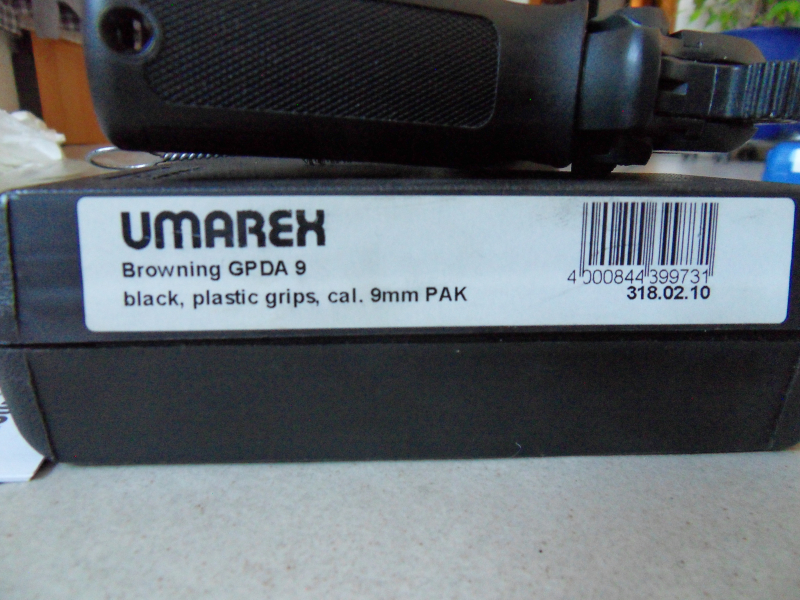 UMAREX
Browning GPDA 9
black, plastic grips, cal. 9mm PAK
4 000844 399731
318.02.10